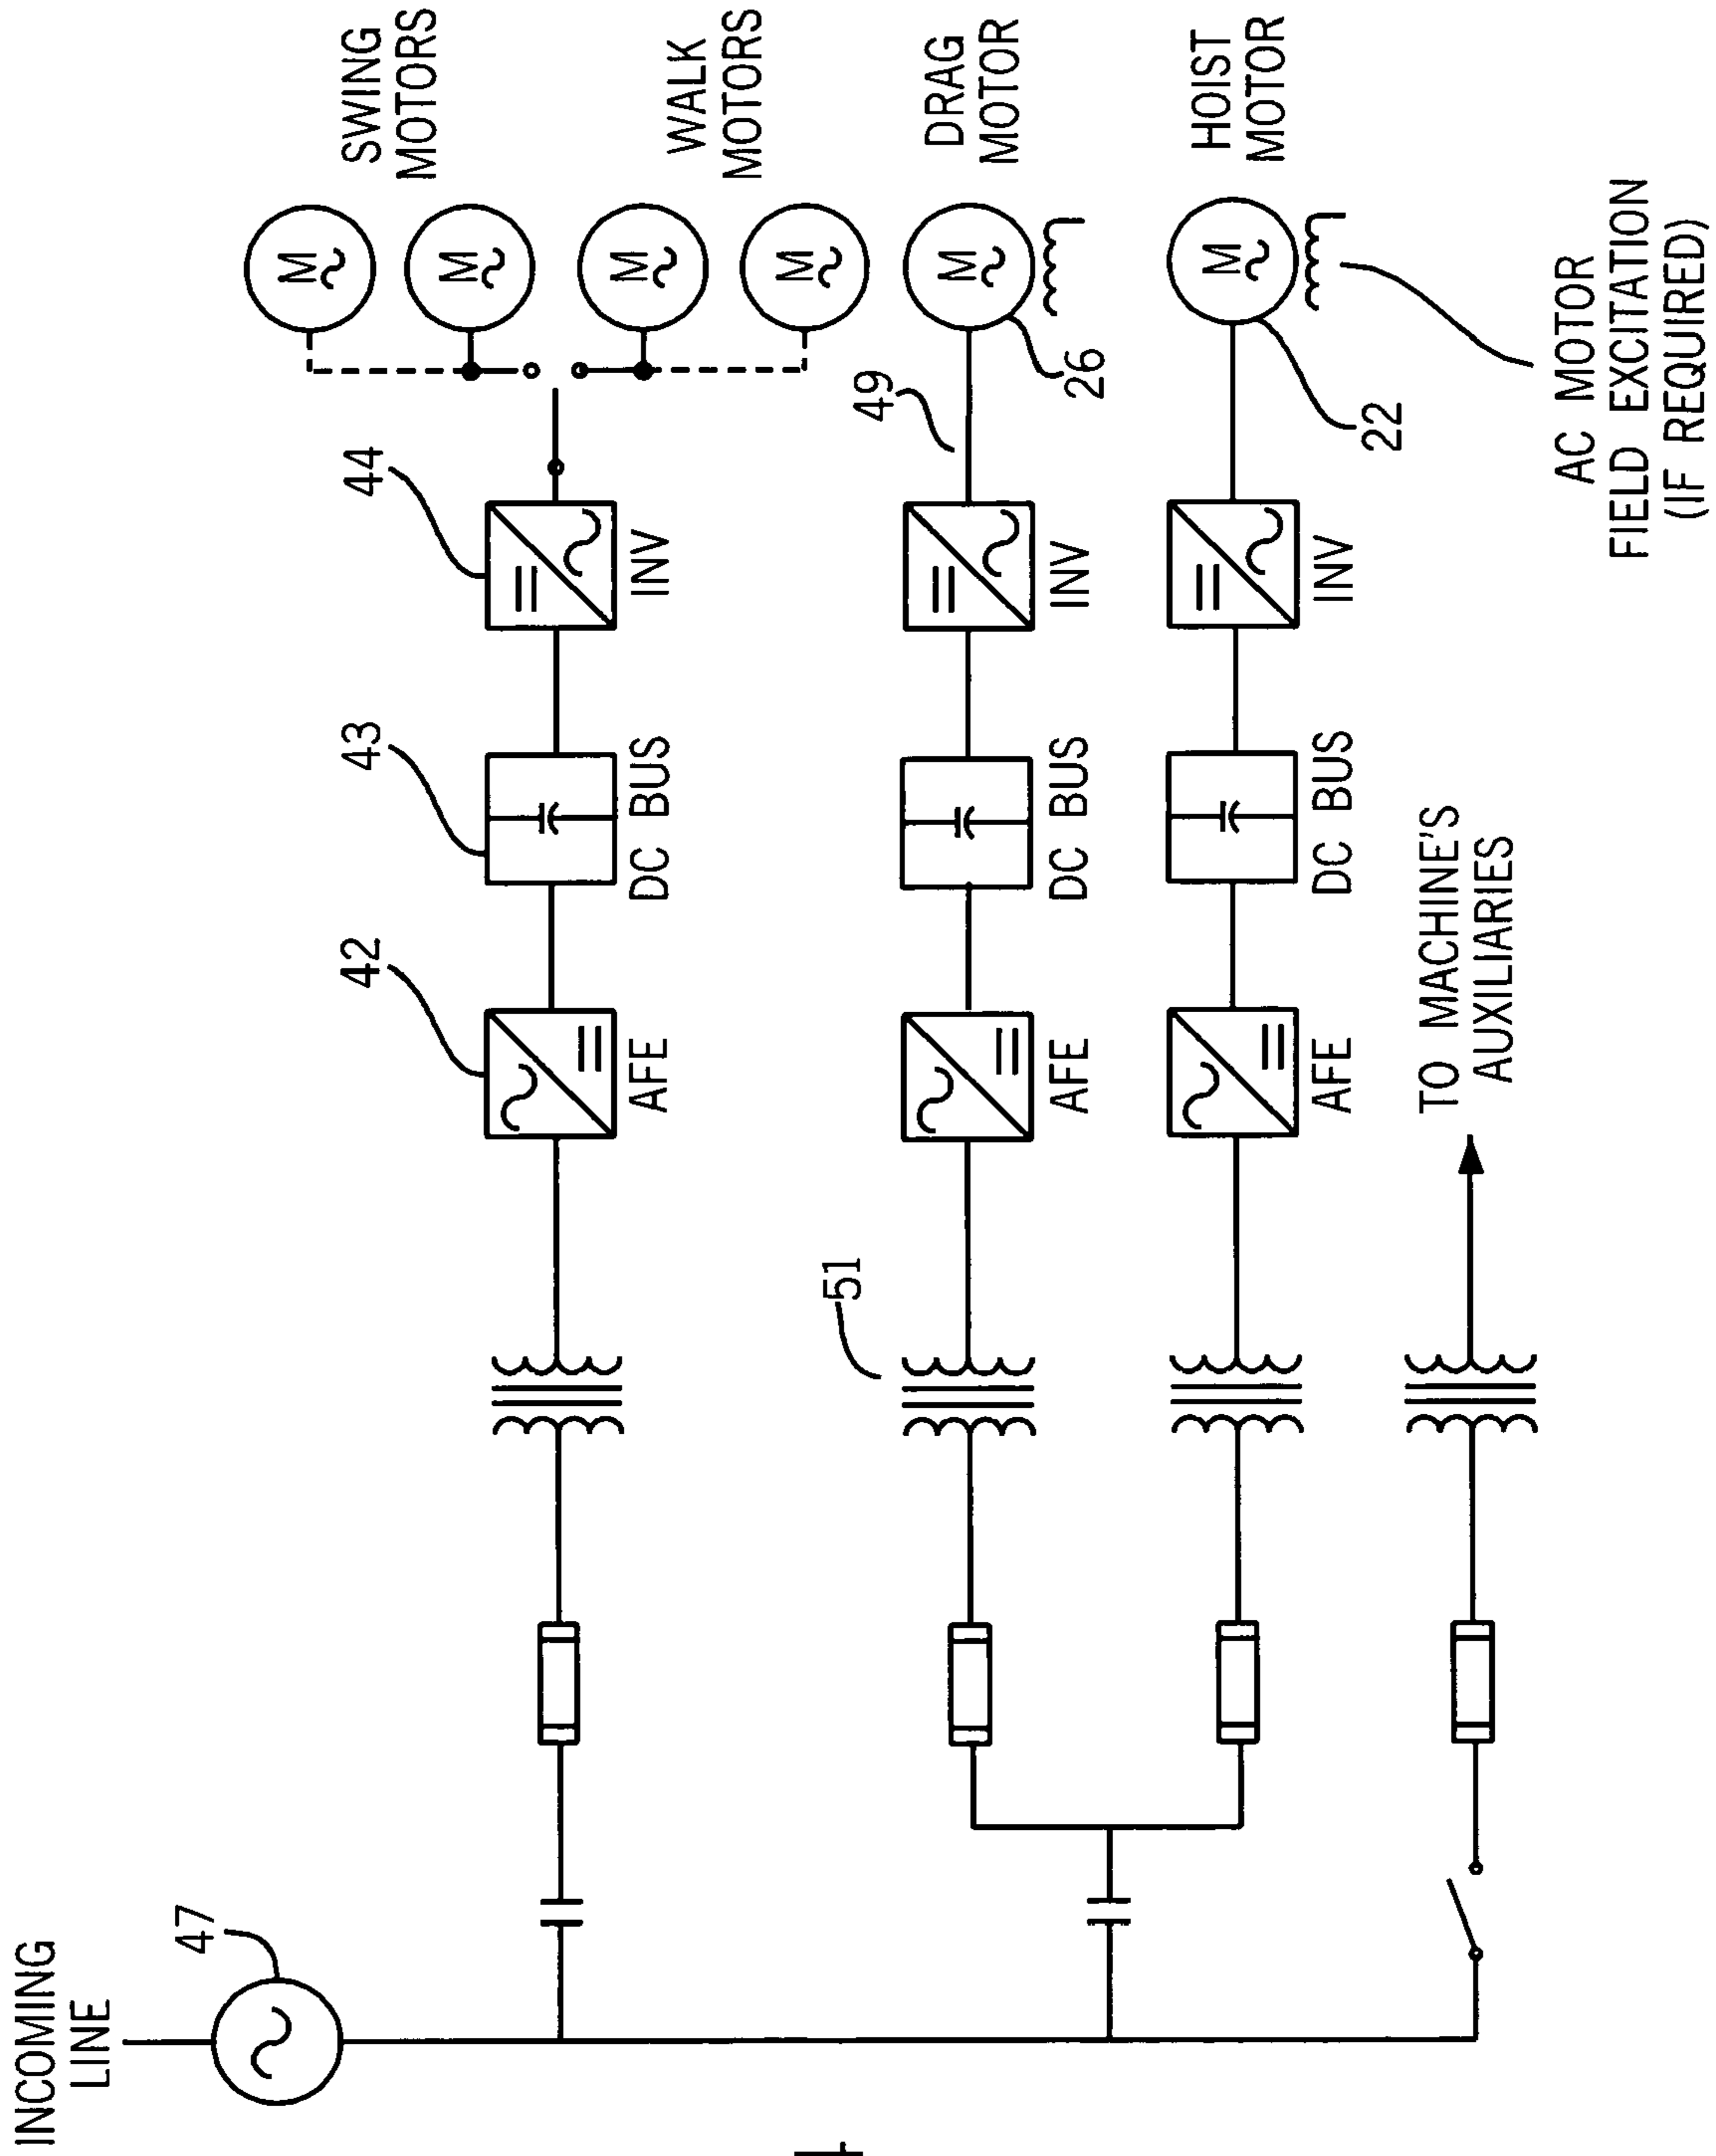 INCOMING
LINE
47
42
43
44
AFE
DC BUS
INV
SWING
MOTORS
M
M
WALK
MOTORS
M
M
51
AFE
DC BUS
INV
49
26
DRAG
MOTOR
M
AFE
DC BUS
INV
22
HOIST
MOTOR
M
TO MACHINE'S
AUXILIARIES
AC MOTOR
FIELD EXCITATION
(IF REQUIRED)